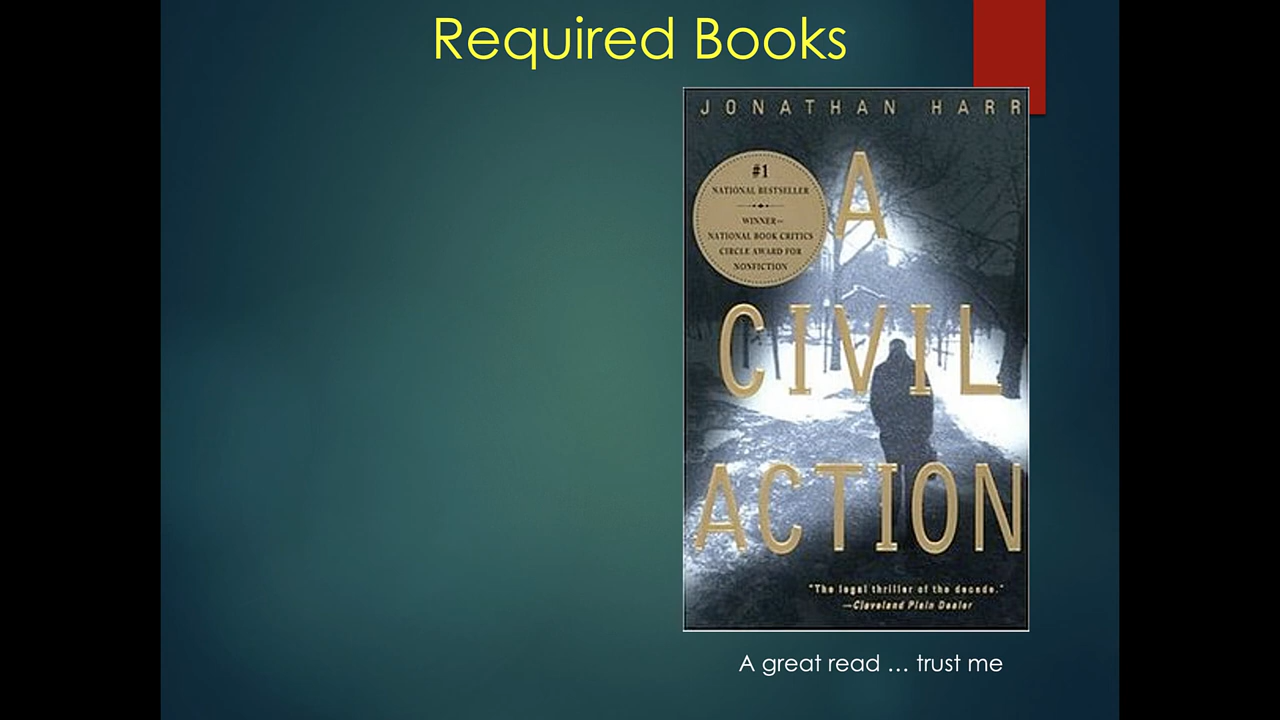 Required Books
JONATHAN HARR
#1
NATIONAL BESTSELLER
WINNER—
NATIONAL BOOK CRITICS
CIRCLE AWARD FOR
NONFICTION
A
CIVIL
ACTION
"The legal thriller of the decade."
—Cleveland Plain Dealer
A great read ... trust me